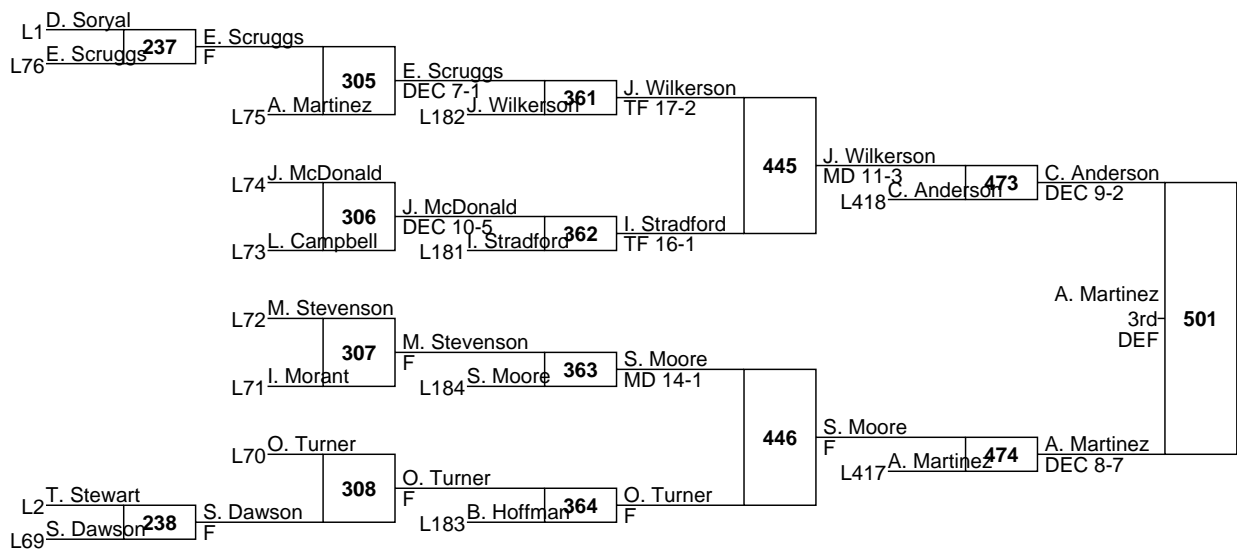 D. Soryal
L1
237
E. Scruggs
L76
E. Scruggs
F
305
A. Martinez
L75
E. Scruggs
DEC 7-1
361
J. Wilkerson
L182
J. Wilkerson
TF 17-2
445
J. McDonald
L74
306
L. Campbell
L73
J. McDonald
DEC 10-5
362
I. Stradford
L181
I. Stradford
TF 16-1
J. Wilkerson
MD 11-3
473
C. Anderson
L418
C. Anderson
DEC 9-2
M. Stevenson
L72
307
I. Morant
L71
M. Stevenson
F
363
S. Moore
L184
S. Moore
MD 14-1
446
O. Turner
L70
308
T. Stewart
L2
238
S. Dawson
L69
S. Dawson
F
O. Turner
F
364
B. Hoffman
L183
O. Turner
F
S. Moore
F
474
A. Martinez
L417
A. Martinez
DEC 8-7
A. Martinez
3rd
DEF
501